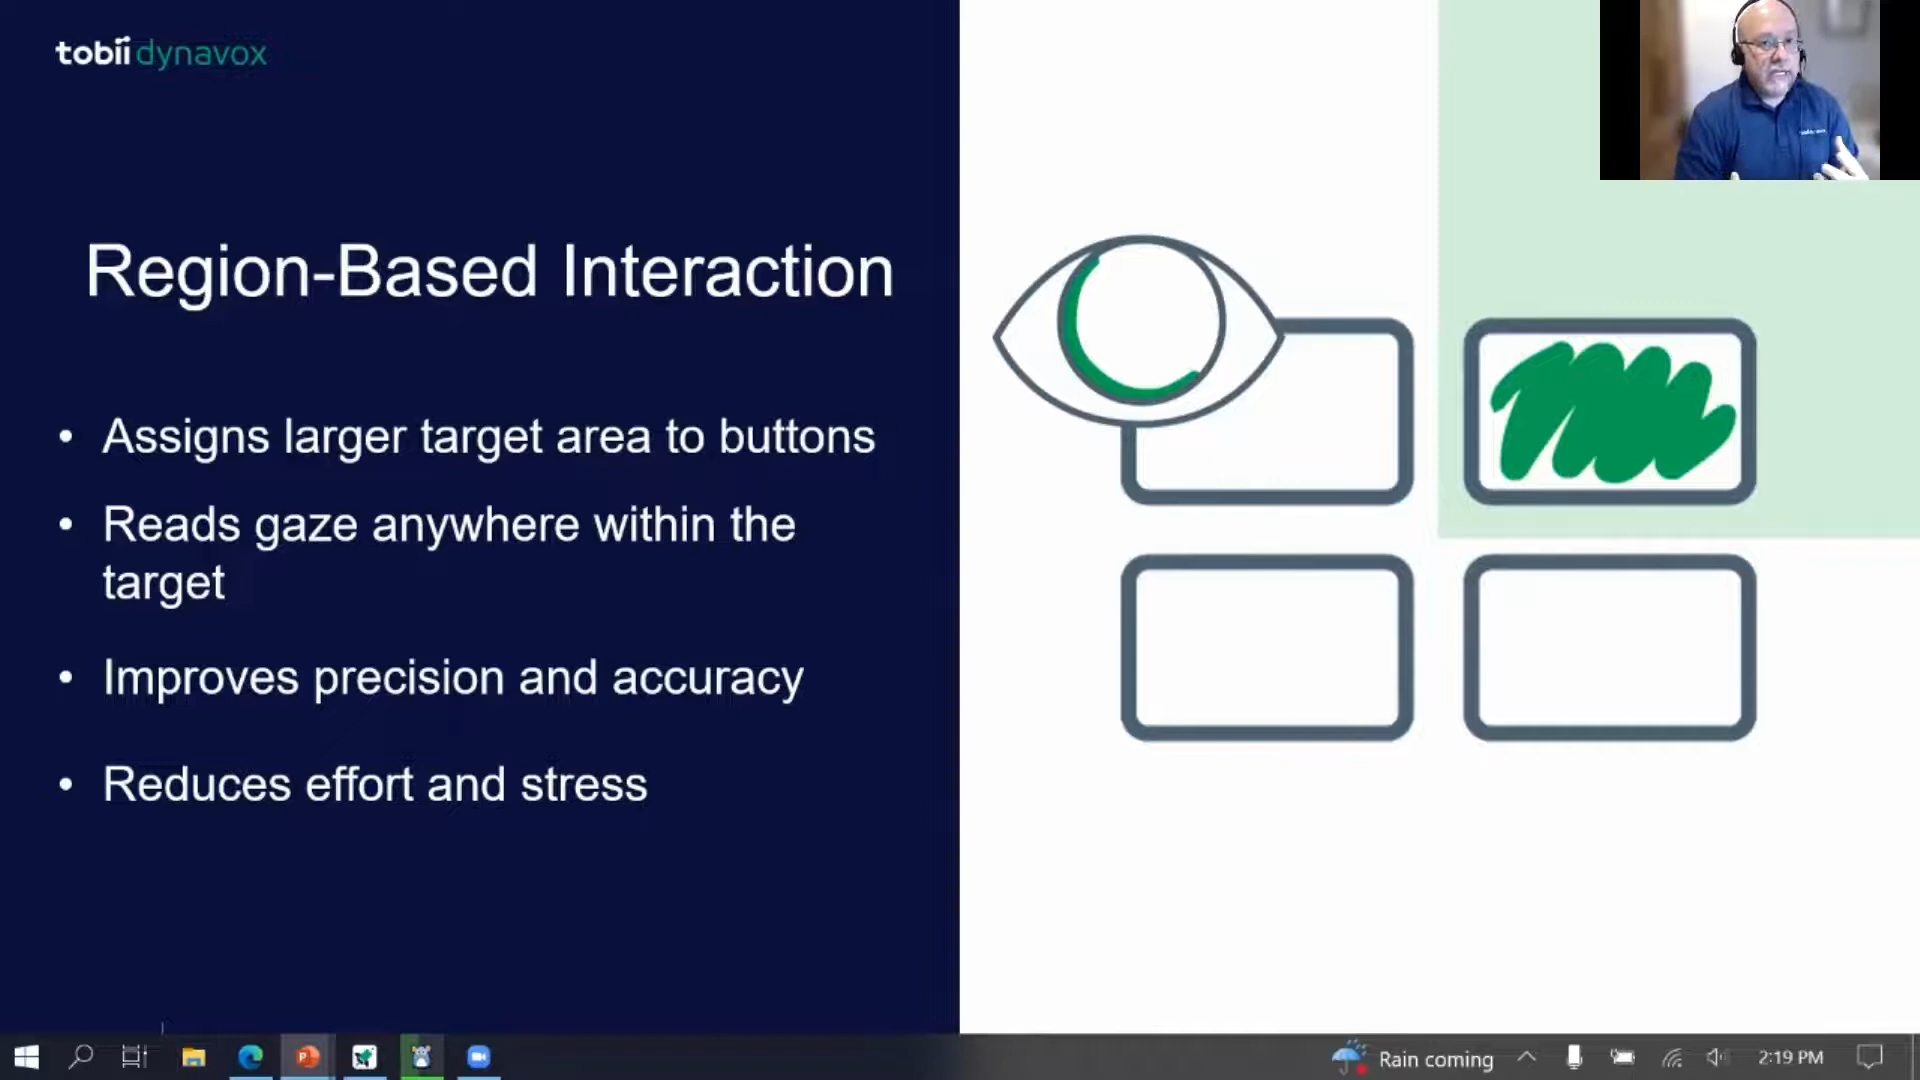 tobii dynavox
Region-Based Interaction
• Assigns larger target area to buttons
• Reads gaze anywhere within the
target
• Improves precision and accuracy
• Reduces effort and stress
Rain coming
2:19 PM